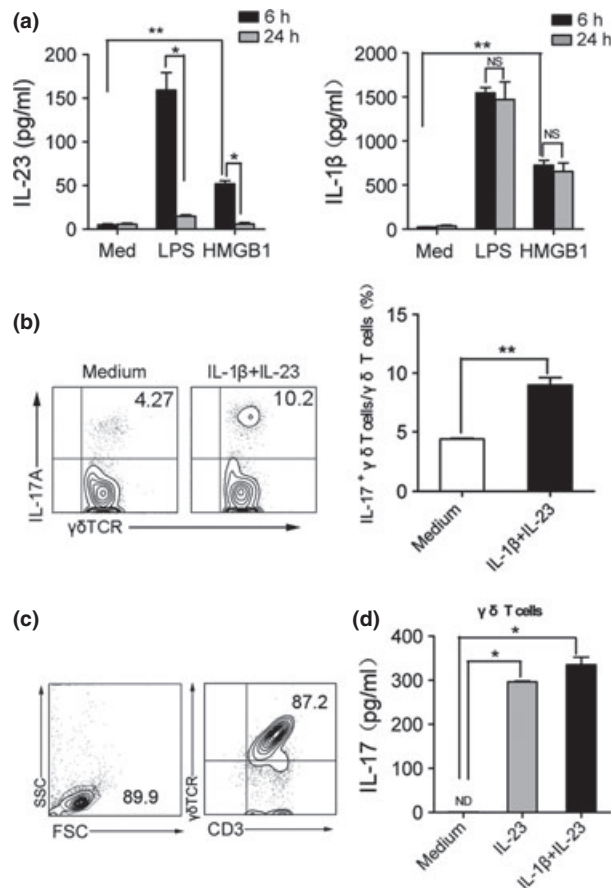 (a)
6 h
24 h
**
*
*
IL-23 (pg/ml)
200
150
100
50
0
Med LPS HMGB1
6 h
24 h
**
NS
NS
IL-1β (pg/ml)
2000
1500
1000
500
0
Med LPS HMGB1
(b)
Medium
IL-1β+IL-23
4.27
10.2
IL-17A
γδTCR
IL-17⁺ γδ T cells/γδ T cells (%)
15
10
5
0
**
Medium
IL-1β+IL-23
(c)
SSC
89.9
FSC
γδTCR
87.2
CD3
(d)
γδ T cells
IL-17 (pg/ml)
400
300
200
100
0
*
*
ND
Medium
IL-23
IL-1β+IL-23